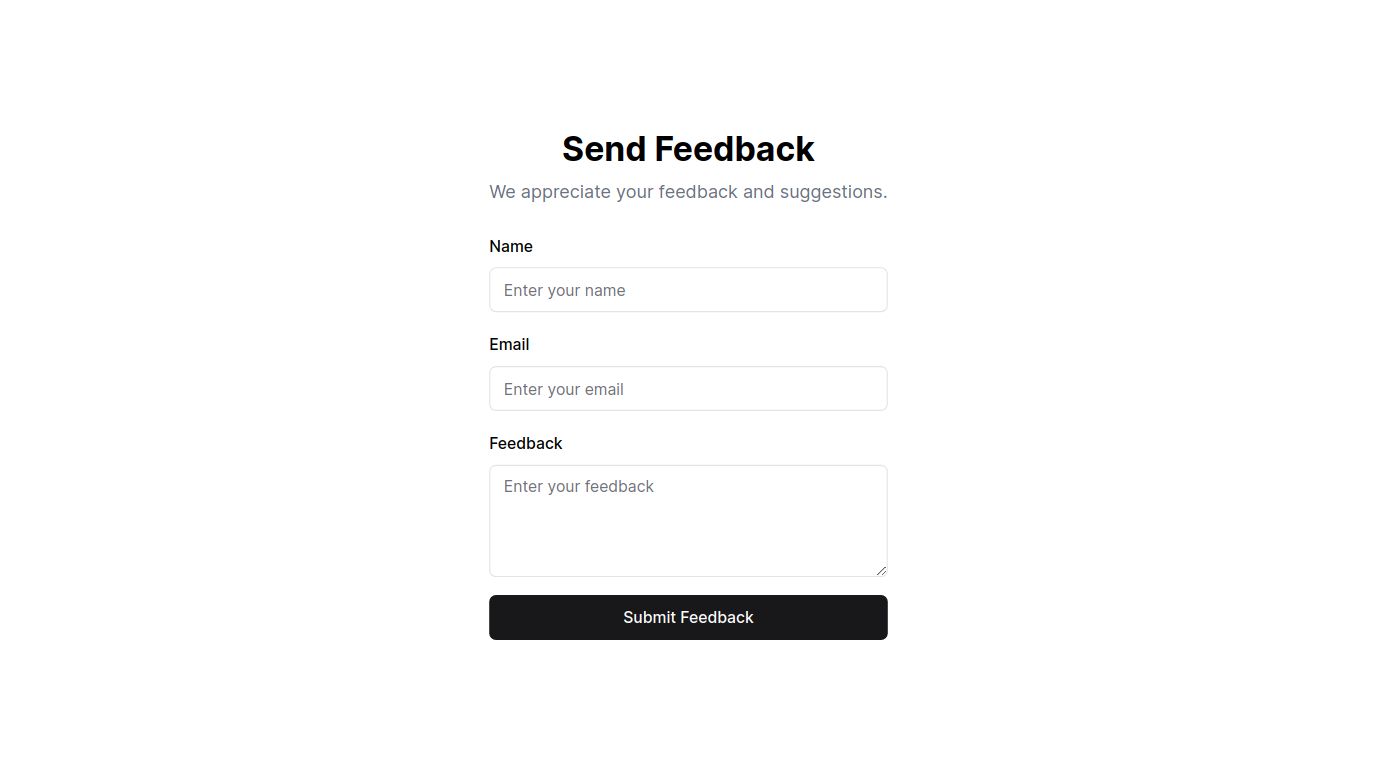 Send Feedback
We appreciate your feedback and suggestions.
Name
Enter your name
Email
Enter your email
Feedback
Enter your feedback
Submit Feedback